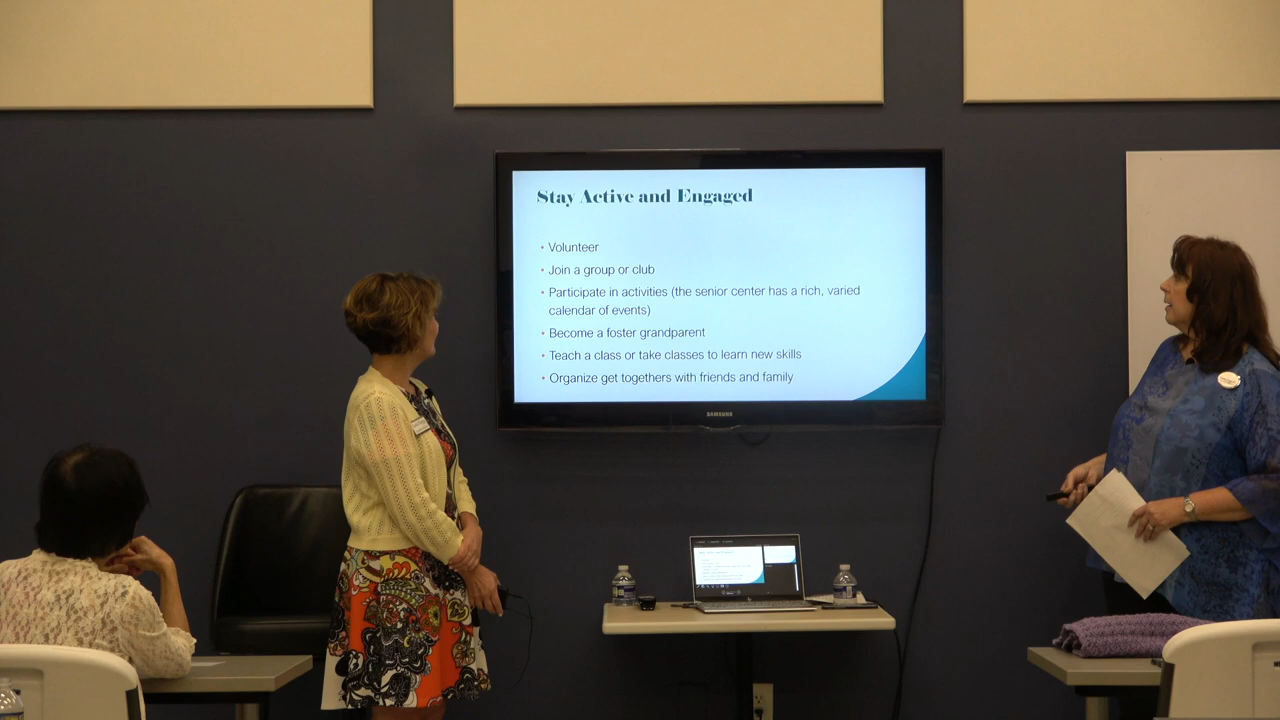 Stay Active and Engaged
• Volunteer
• Join a group or club
• Participate in activities (the senior center has a rich, varied
calendar of events)
• Become a foster grandparent
• Teach a class or take classes to learn new skills
• Organize get togethers with friends and family
SAMSUNG